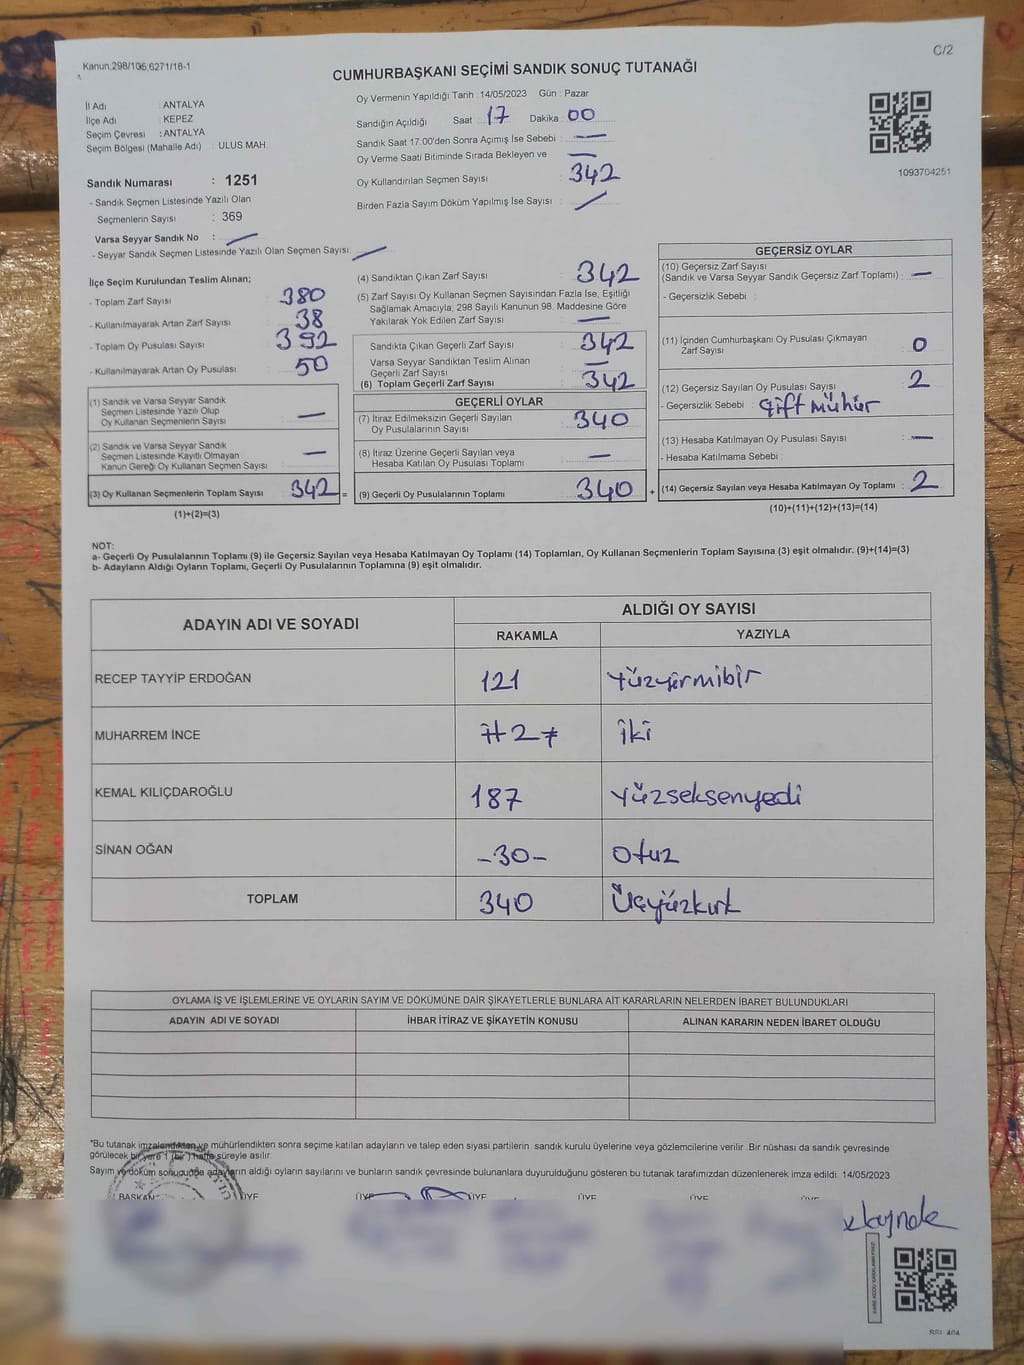 Kanun:298/106,6271/18-1
C/2
CUMHURBAŞKANI SEÇİMİ SANDIK SONUÇ TUTANAĞI
İl Adı : ANTALYA
İlçe Adı : KEPEZ
Seçim Çevresi : ANTALYA
Seçim Bölgesi (Mahalle Adı) : ULUS MAH.
Sandık Numarası : 1251
- Sandık Seçmen Listesinde Yazılı Olan
Seçmenlerin Sayısı : 369
Varsa Seyyar Sandık No : —
- Seyyar Sandık Seçmen Listesinde Yazılı Olan Seçmen Sayısı: —
Oy Vermenin Yapıldığı Tarih : 14/05/2023 Gün : Pazar
Sandığın Açıldığı Saat 17 Dakika : 00
Sandık Saat 17.00'den Sonra Açımış İse Sebebi : —
Oy Verme Saati Bitiminde Sırada Bekleyen ve —
Oy Kullandırılan Seçmen Sayısı : 342
Birden Fazla Sayım Döküm Yapılmış İse Sayısı : —
1093704251
İlçe Seçim Kurulundan Teslim Alınan;
- Toplam Zarf Sayısı : 380
- Kullanılmayarak Artan Zarf Sayısı : 38
- Toplam Oy Pusulası Sayısı : 392
- Kullanılmayarak Artan Oy Pusulası : 50
(1) Sandık ve Varsa Seyyar Sandık
Seçmen Listesinde Yazılı Olup
Oy Kullanan Seçmenlerin Sayısı : —
(2) Sandık ve Varsa Seyyar Sandık
Seçmen Listesinde Kayıtlı Olmayan
Kanun Gereği Oy Kullanan Seçmen Sayısı : —
(3) Oy Kullanan Seçmenlerin Toplam Sayısı : 342 =
(1)+(2)=(3)
(4) Sandıktan Çıkan Zarf Sayısı : 342
(5) Zarf Sayısı Oy Kullanan Seçmen Sayısından Fazla İse, Eşitliği
Sağlamak Amacıyla, 298 Sayılı Kanunun 98. Maddesine Göre
Yakılarak Yok Edilen Zarf Sayısı : —
Sandıkta Çıkan Geçerli Zarf Sayısı : 342
Varsa Seyyar Sandıktan Teslim Alınan
Geçerli Zarf Sayısı : —
(6) Toplam Geçerli Zarf Sayısı : 342
GEÇERLİ OYLAR
(7) İtiraz Edilmeksizin Geçerli Sayılan
Oy Pusulalarının Sayısı : 340
(8) İtiraz Üzerine Geçerli Sayılan veya
Hesaba Katılan Oy Pusulası Toplamı : —
(9) Geçerli Oy Pusulalarının Toplamı : 340 +
GEÇERSİZ OYLAR
(10) Geçersiz Zarf Sayısı
(Sandık ve Varsa Seyyar Sandık Geçersiz Zarf Toplamı) : —
- Geçersizlik Sebebi :
(11) İçinden Cumhurbaşkanı Oy Pusulası Çıkmayan
Zarf Sayısı : 0
(12) Geçersiz Sayılan Oy Pusulası Sayısı : 2
- Geçersizlik Sebebi : Çift Mühür
(13) Hesaba Katılmayan Oy Pusulası Sayısı : —
- Hesaba Katılmama Sebebi :
(14) Geçersiz Sayılan veya Hesaba Katılmayan Oy Toplamı : 2
(10)+(11)+(12)+(13)=(14)
NOT:
a- Geçerli Oy Pusulalarının Toplamı (9) ile Geçersiz Sayılan veya Hesaba Katılmayan Oy Toplamı (14) Toplamları, Oy Kullanan Seçmenlerin Toplam Sayısına (3) eşit olmalıdır. (9)+(14)=(3)
b- Adayların Aldığı Oyların Toplamı, Geçerli Oy Pusulalarının Toplamına (9) eşit olmalıdır.
ADAYIN ADI VE SOYADI
ALDIĞI OY SAYISI
RAKAMLA YAZIYLA
RECEP TAYYİP ERDOĞAN 121 Yüzyirmibir
MUHARREM İNCE 2 İki
KEMAL KILIÇDAROĞLU 187 Yüzseksenyedi
SİNAN OĞAN -30- Otuz
TOPLAM 340 Üçyüzkırk
OYLAMA İŞ VE İŞLEMLERİNE VE OYLARIN SAYIM VE DÖKÜMÜNE DAİR ŞİKAYETLERLE BUNLARA AİT KARARLARIN NELERDEN İBARET BULUNDUKLARI
ADAYIN ADI VE SOYADI İHBAR İTİRAZ VE ŞİKAYETİN KONUSU ALINAN KARARIN NEDEN İBARET OLDUĞU
*Bu tutanak imzalandıktan ve mühürlendikten sonra seçime katılan adayların ve talep eden siyasi partilerin sandık kurulu üyelerine veya gözlemcilerine verilir. Bir nüshası da sandık çevresinde
görülecek bir yere 1 (bir) hafta süreyle asılır.
Sayım ve döküm sonucunda adayların aldığı oyların sayılarını ve bunların sandık çevresinde bulunanlara duyurulduğunu gösteren bu tutanak tarafımızdan düzenlenerek imza edildi. 14/05/2023
BAŞKAN ÜYE ÜYE ÜYE ÜYE ÜYE ÜYE